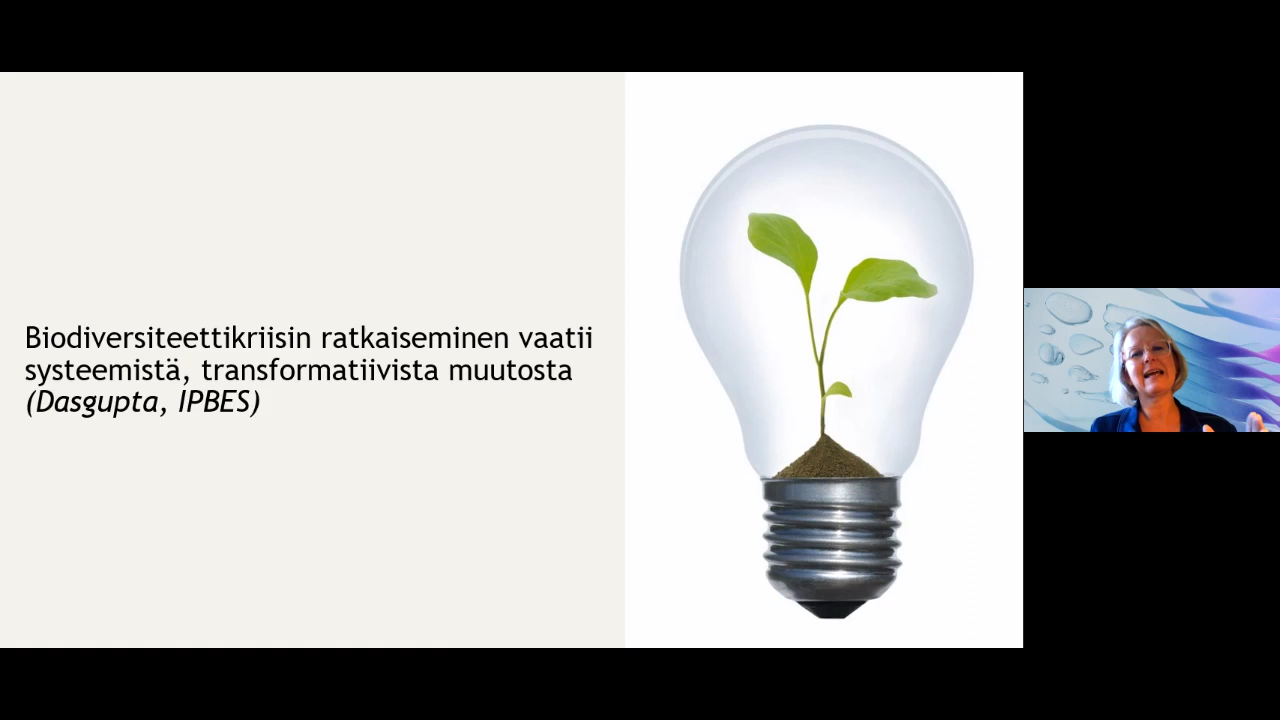 Biodiversiteettikriisin ratkaiseminen vaatii
systeemistä, transformatiivista muutosta
(Dasgupta, IPBES)